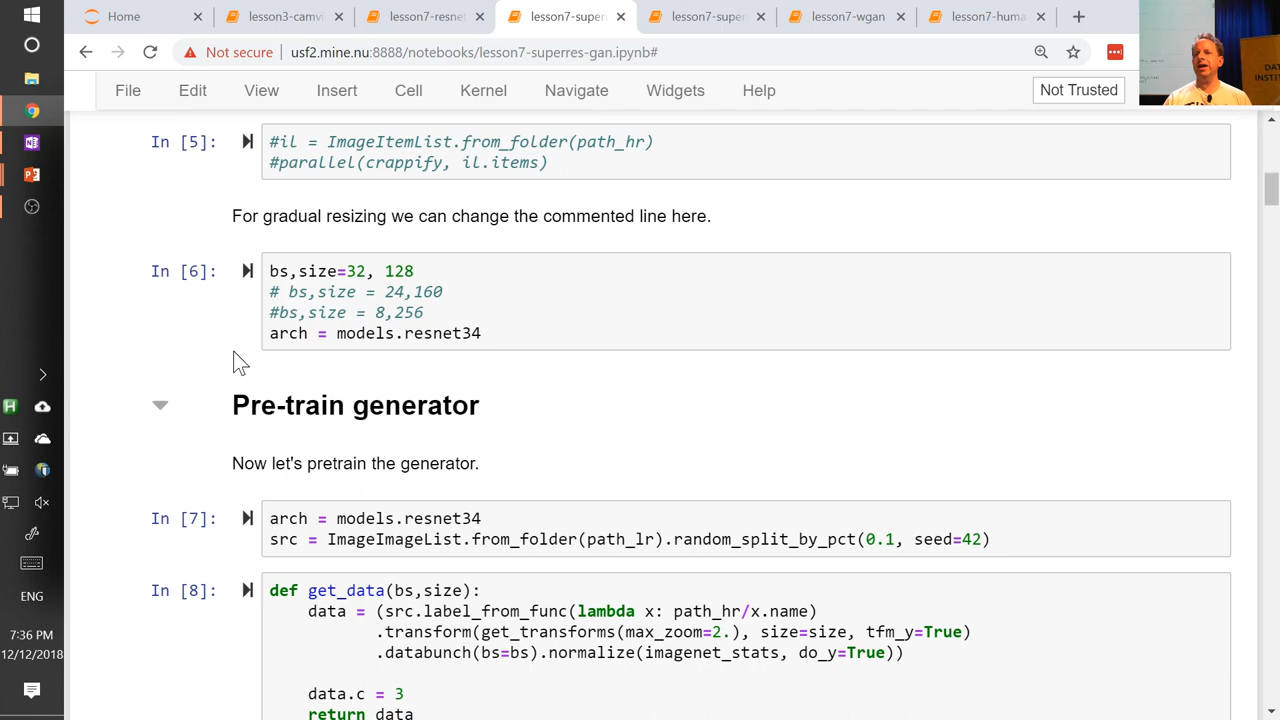 Home
lesson3-camvi
lesson7-resnet
lesson7-super
lesson7-super
lesson7-wgan
lesson7-huma
Not secure | usf2.mine.nu:8888/notebooks/lesson7-superres-gan.ipynb#
File Edit View Insert Cell Kernel Navigate Widgets Help Not Trusted
In [5]: #il = ImageItemList.from_folder(path_hr)
#parallel(crappify, il.items)
For gradual resizing we can change the commented line here.
In [6]: bs,size=32, 128
# bs,size = 24,160
#bs,size = 8,256
arch = models.resnet34
Pre-train generator
Now let's pretrain the generator.
In [7]: arch = models.resnet34
src = ImageImageList.from_folder(path_lr).random_split_by_pct(0.1, seed=42)
In [8]: def get_data(bs,size):
data = (src.label_from_func(lambda x: path_hr/x.name)
.transform(get_transforms(max_zoom=2.), size=size, tfm_y=True)
.databunch(bs=bs).normalize(imagenet_stats, do_y=True))
data.c = 3
return data
ENG
7:36 PM
12/12/2018